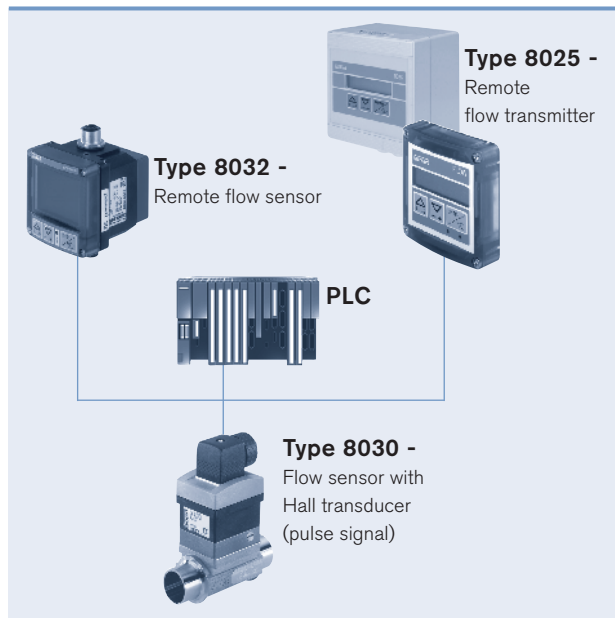 Type 8025 -
Remote
flow transmitter
Type 8032 -
Remote flow sensor
PLC
Type 8030 -
Flow sensor with
Hall transducer
(pulse signal)